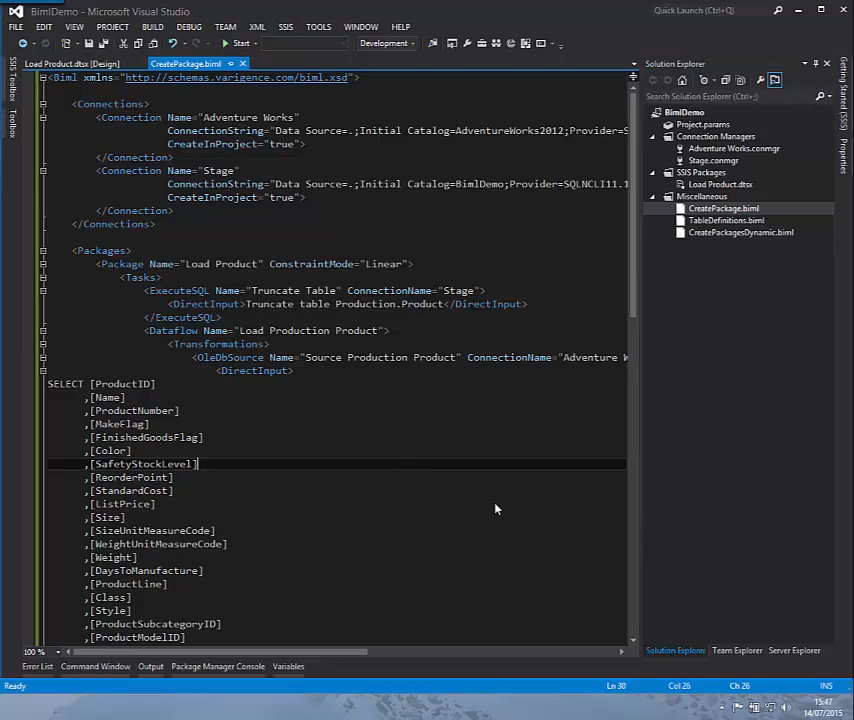 BimlDemo - Microsoft Visual Studio
Quick Launch (Ctrl+Q)
FILE EDIT VIEW PROJECT BUILD DEBUG TEAM XML SSIS TOOLS WINDOW HELP
Start
Development
SSIS Toolbox
Toolbox
Load Product.dtsx [Design]
CreatePackage.biml
<Biml xmlns="http://schemas.varigence.com/biml.xsd">
<Connections>
<Connection Name="Adventure Works"
ConnectionString="Data Source=.;Initial Catalog=AdventureWorks2012;Provider=S
CreateInProject="true">
</Connection>
<Connection Name="Stage"
ConnectionString="Data Source=.;Initial Catalog=BimlDemo;Provider=SQLNCLI11.1
CreateInProject="true">
</Connection>
</Connections>
<Packages>
<Package Name="Load Product" ConstraintMode="Linear">
<Tasks>
<ExecuteSQL Name="Truncate Table" ConnectionName="Stage">
<DirectInput>Truncate table Production.Product</DirectInput>
</ExecuteSQL>
<Dataflow Name="Load Production Product">
<Transformations>
<OleDbSource Name="Source Production Product" ConnectionName="Adventure W
<DirectInput>
SELECT [ProductID]
,[Name]
,[ProductNumber]
,[MakeFlag]
,[FinishedGoodsFlag]
,[Color]
,[SafetyStockLevel]
,[ReorderPoint]
,[StandardCost]
,[ListPrice]
,[Size]
,[SizeUnitMeasureCode]
,[WeightUnitMeasureCode]
,[Weight]
,[DaysToManufacture]
,[ProductLine]
,[Class]
,[Style]
,[ProductSubcategoryID]
,[ProductModelID]
100 %
Solution Explorer
Search Solution Explorer (Ctrl+;)
BimlDemo
Project.params
Connection Managers
Adventure Works.conmgr
Stage.conmgr
SSIS Packages
Load Product.dtsx
Miscellaneous
CreatePackage.biml
TableDefinitions.biml
CreatePackagesDynamic.biml
Solution Explorer Team Explorer Server Explorer
Getting Started (SSIS)
Properties
Error List Command Window Output Package Manager Console Variables
Ready
Ln 30 Col 26 Ch 26 INS
15:47
14/07/2015